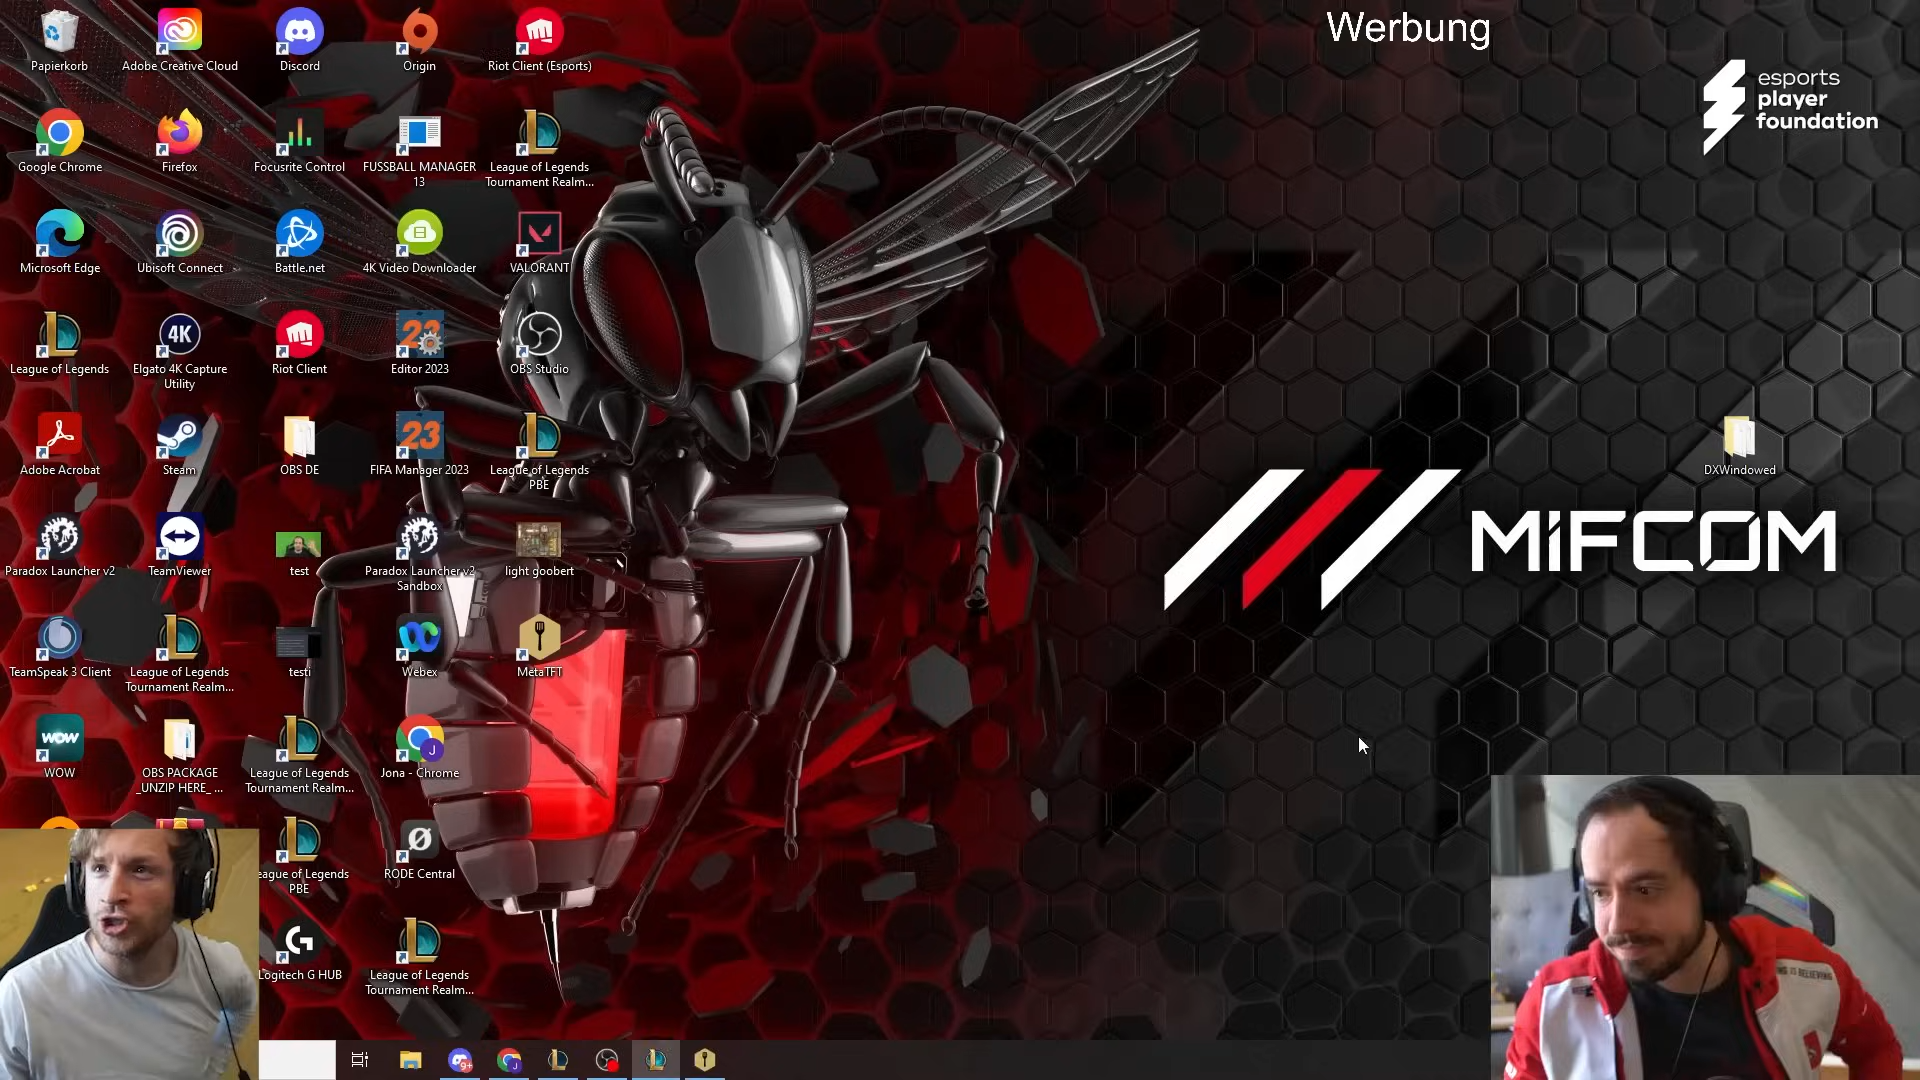 Werbung
esports
player
foundation
Papierkorb
Adobe Creative Cloud
Discord
Origin
Riot Client (Esports)
Google Chrome
Firefox
Focusrite Control
FUSSBALL MANAGER
13
League of Legends
Tournament Realm...
Microsoft Edge
Ubisoft Connect
Battle.net
4K Video Downloader
VALORANT
League of Legends
4K
Elgato 4K Capture
Utility
Riot Client
23
Editor 2023
OBS Studio
Adobe Acrobat
Steam
OBS DE
23
FIFA Manager 2023
League of Legends
PBE
DXWindowed
MIFCOM
Paradox Launcher v2
TeamViewer
test
Paradox Launcher v2
Sandbox
light goobert
TeamSpeak 3 Client
League of Legends
Tournament Realm...
testi
Webex
MetaTFT
WOW
WOW
OBS PACKAGE
_UNZIP HERE_ ...
League of Legends
Tournament Realm...
J
Jona - Chrome
eague of Legends
PBE
RODE Central
Logitech G HUB
League of Legends
Tournament Realm...
9+
J